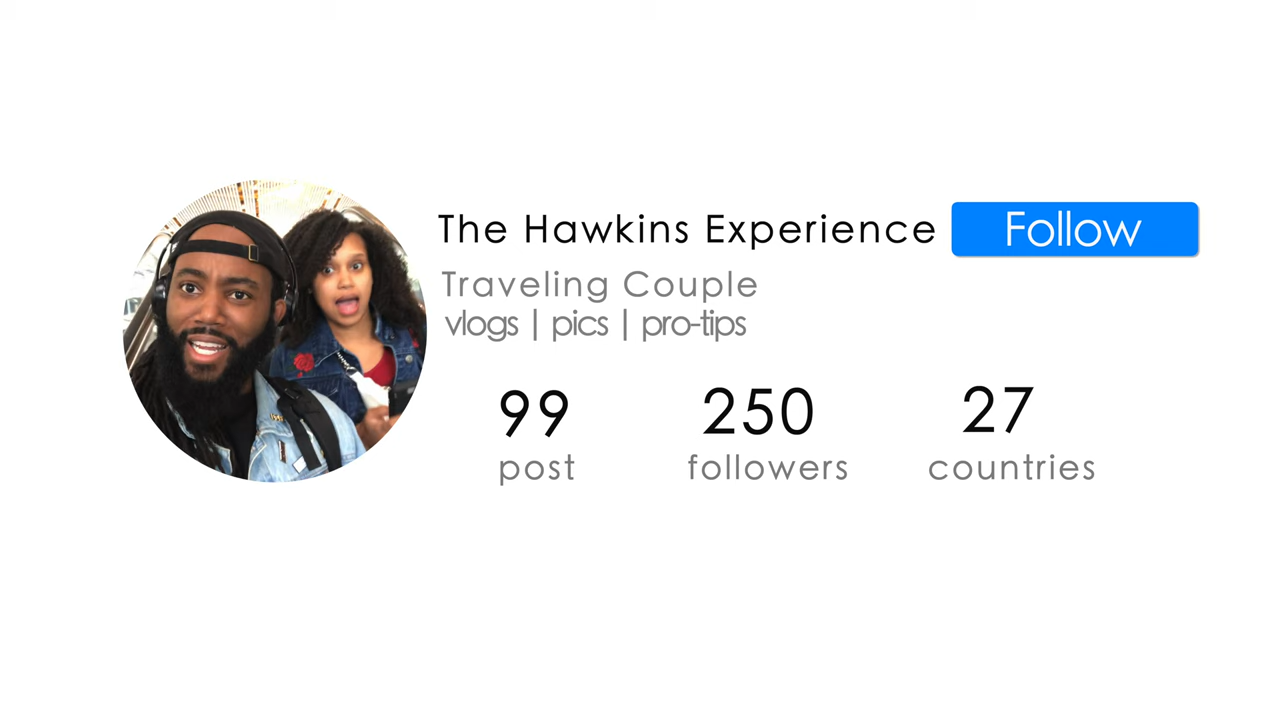 The Hawkins Experience Follow
Traveling Couple
vlogs | pics | pro-tips
99 250 27
post followers countries